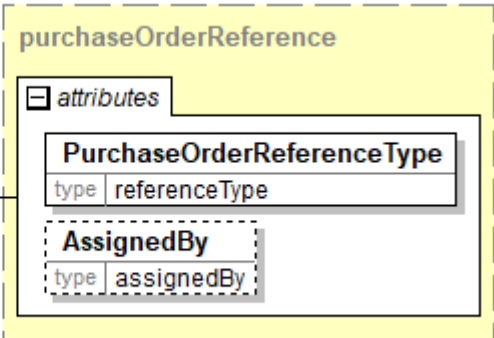 purchaseOrderReference
attributes
PurchaseOrderReferenceType
type referenceType
AssignedBy
type assignedBy